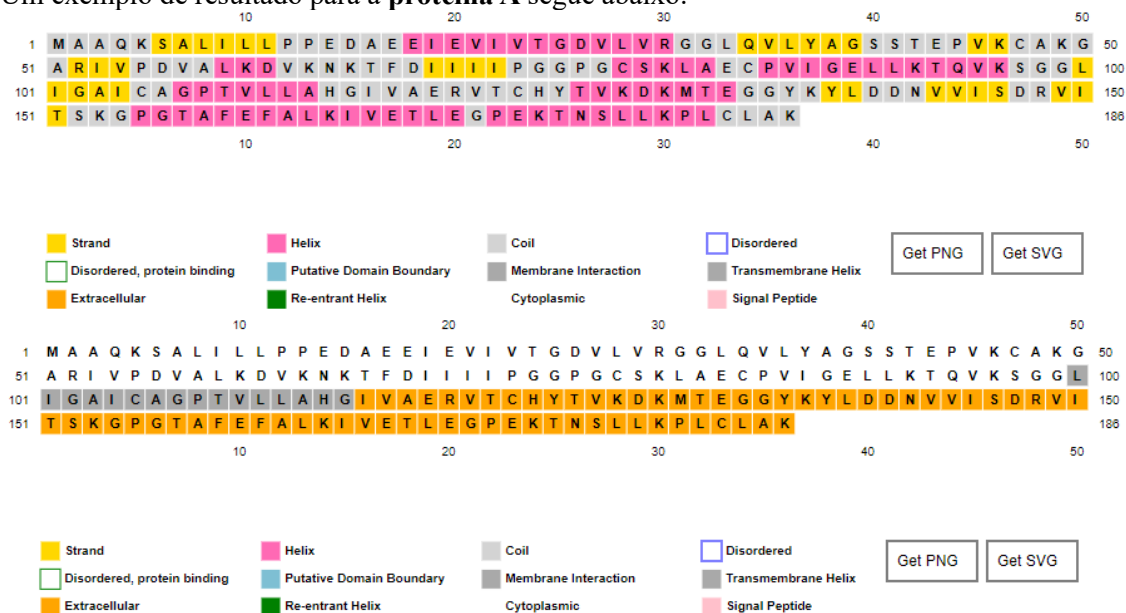 Um exemplo de resultado para a proteína A segue abaixo:
10 20 30 40 50
1 M A A Q K S A L I L L P P E D A E E I E V I V T G D V L V R G G L Q V L Y A G S S T E P V K C A K G 50
51 A R I V P D V A L K D V K N K T F D I I I I P G G P G C S K L A E C P V I G E L L K T Q V K S G G L 100
101 I G A I C A G P T V L L A H G I V A E R V T C H Y T V K D K M T E G G Y K Y L D D N V V I S D R V I 150
151 T S K G P G T A F E F A L K I V E T L E G P E K T N S L L K P L C L A K 186
10 20 30 40 50
Strand Helix Coil Disordered Get PNG Get SVG
Disordered, protein binding Putative Domain Boundary Membrane Interaction Transmembrane Helix
Extracellular Re-entrant Helix Cytoplasmic Signal Peptide
10 20 30 40 50
1 M A A Q K S A L I L L P P E D A E E I E V I V T G D V L V R G G L Q V L Y A G S S T E P V K C A K G 50
51 A R I V P D V A L K D V K N K T F D I I I I P G G P G C S K L A E C P V I G E L L K T Q V K S G G L 100
101 I G A I C A G P T V L L A H G I V A E R V T C H Y T V K D K M T E G G Y K Y L D D N V V I S D R V I 150
151 T S K G P G T A F E F A L K I V E T L E G P E K T N S L L K P L C L A K 186
10 20 30 40 50
Strand Helix Coil Disordered Get PNG Get SVG
Disordered, protein binding Putative Domain Boundary Membrane Interaction Transmembrane Helix
Extracellular Re-entrant Helix Cytoplasmic Signal Peptide